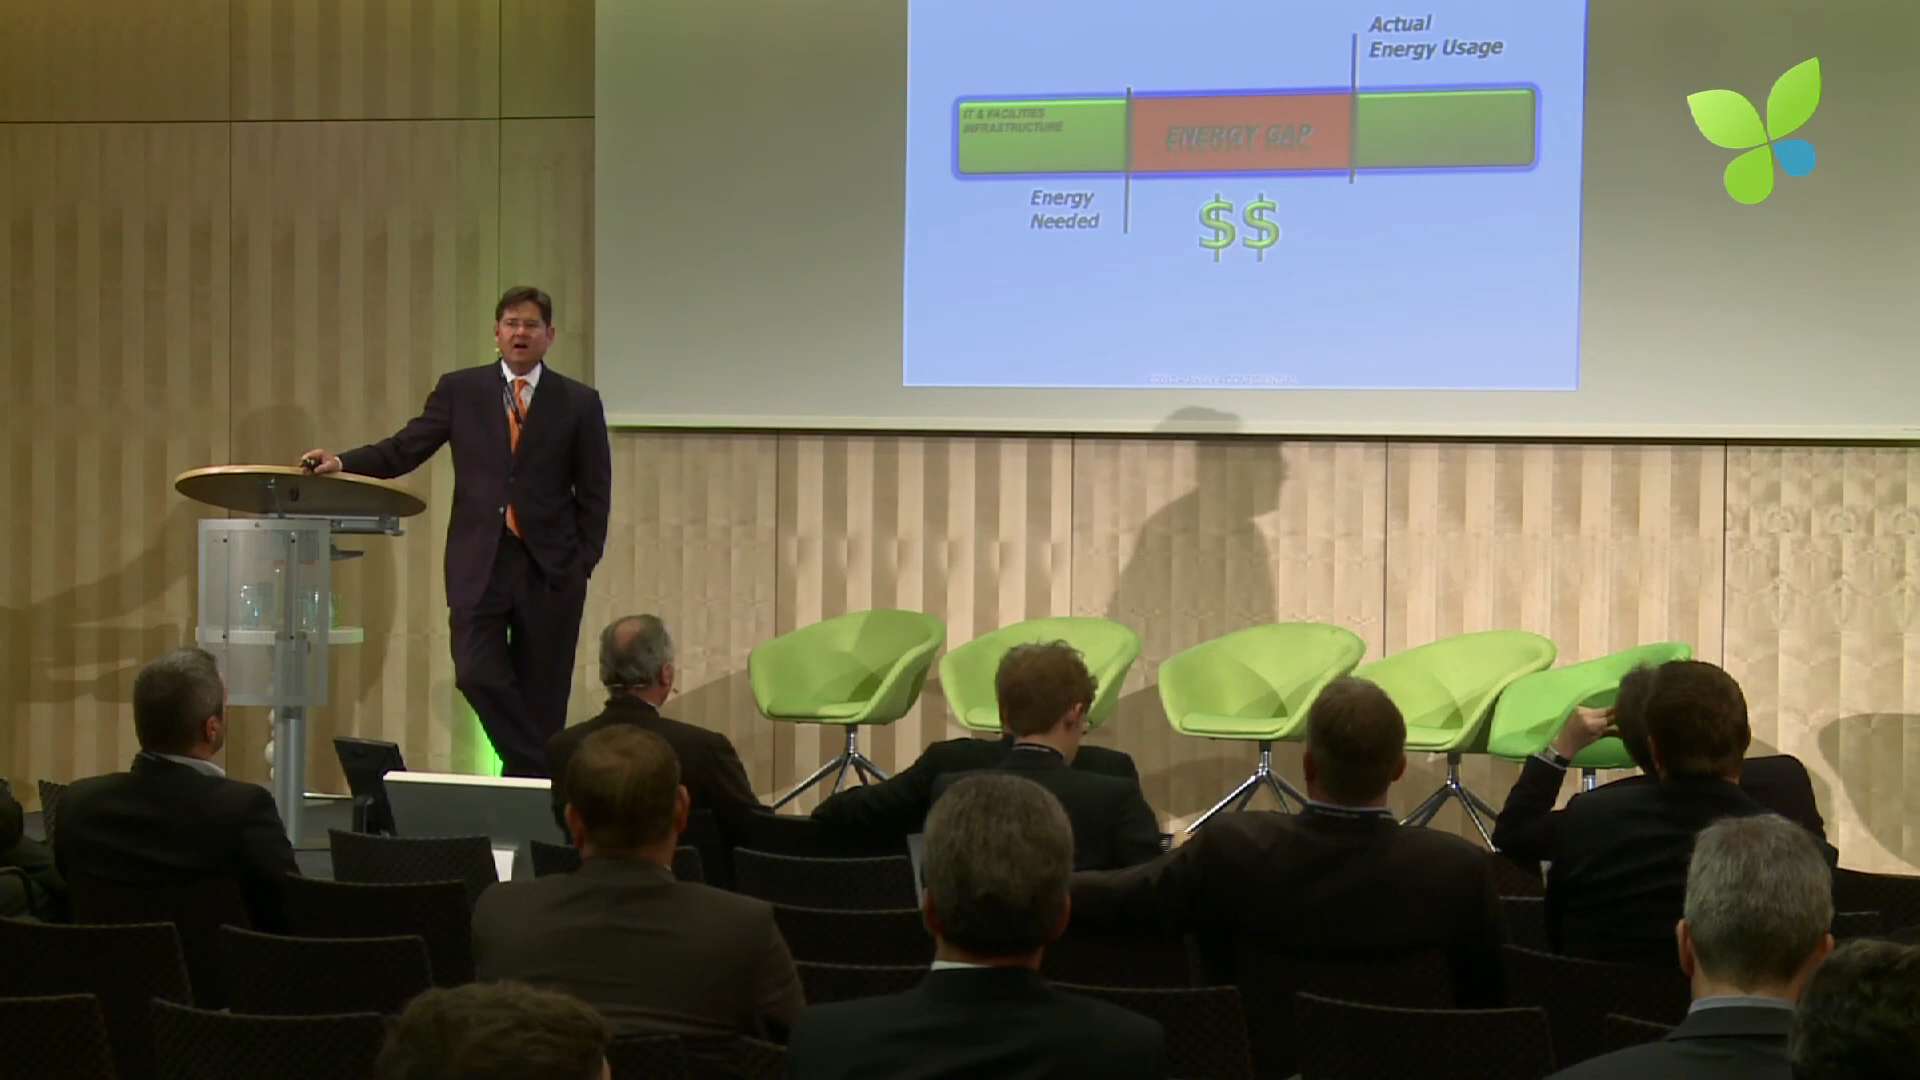 Actual
Energy Usage
IT & FACILITIES
INFRASTRUCTURE
ENERGY GAP
Energy
Needed
$$